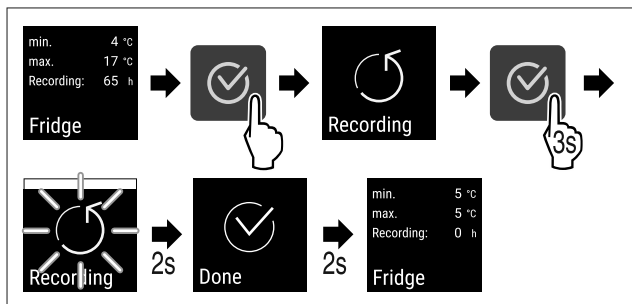 min. 4 °C
max. 17 °C
Recording: 65 h
Fridge
Recording
3s
Recording
2s
Done
2s
min. 5 °C
max. 5 °C
Recording: 0 h
Fridge